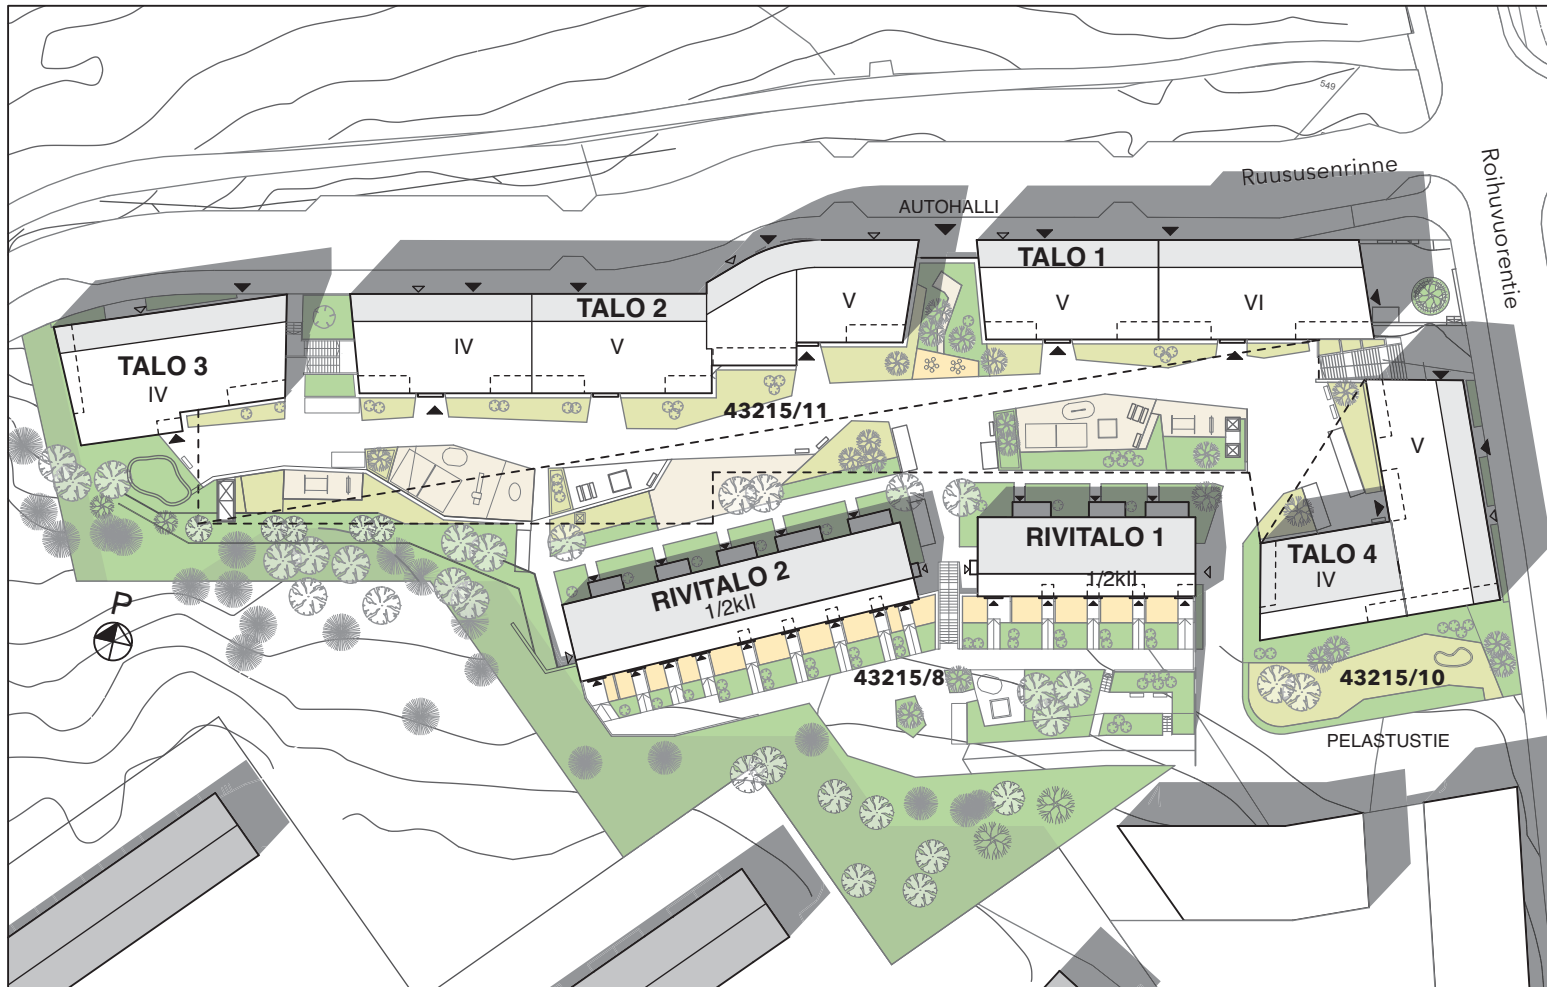 549
Ruususenrinne
Roihuvuorentie
AUTOHALLI
TALO 1
V
VI
TALO 2
IV
V
V
TALO 3
IV
43215/11
V
RIVITALO 1
1/2kII
RIVITALO 2
1/2kII
TALO 4
IV
P
43215/8
43215/10
PELASTUSTIE